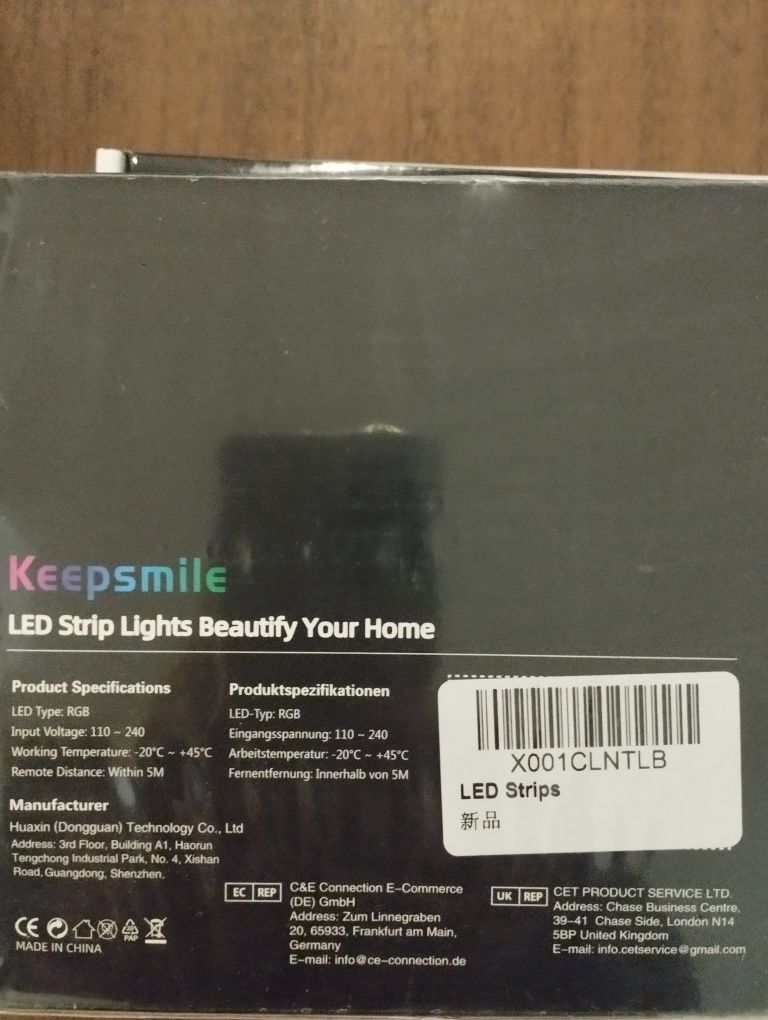 Keepsmile
LED Strip Lights Beautify Your Home
Product Specifications
LED Type: RGB
Input Voltage: 110 ~ 240
Working Temperature: -20°C ~ +45°C
Remote Distance: Within 5M
Produktspezifikationen
LED-Typ: RGB
Eingangsspannung: 110 ~ 240
Arbeitstemperatur: -20°C ~ +45°C
Fernentfernung: Innerhalb von 5M
Manufacturer
Huaxin (Dongguan) Technology Co., Ltd
Address: 3rd Floor, Building A1, Haorun
Tengchong Industrial Park, No. 4, Xishan
Road, Guangdong, Shenzhen.
X001CLNTLB
LED Strips
新品
EC REP
C&E Connection E-Commerce
(DE) GmbH
Address: Zum Linnegraben
20, 65933, Frankfurt am Main,
Germany
E-mail: info@ce-connection.de
UK REP
CET PRODUCT SERVICE LTD.
Address: Chase Business Centre,
39-41 Chase Side, London N14
5BP United Kingdom
E-mail: info.cetservice@gmail.com
CE
PAP
MADE IN CHINA